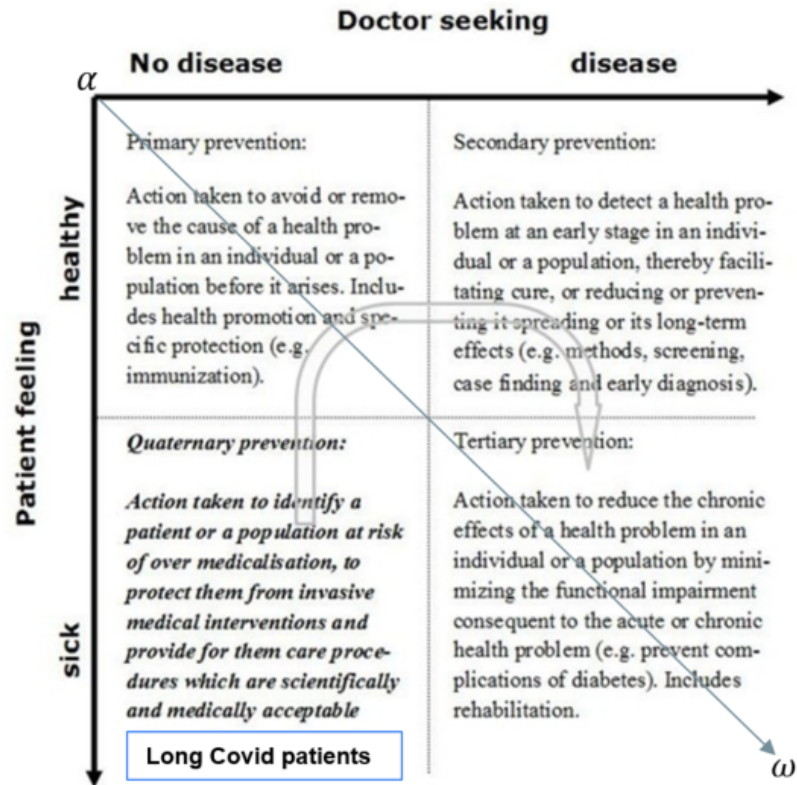 Doctor seeking
No disease
disease
α
Patient feeling
healthy
sick
Primary prevention:
Action taken to avoid or remo-
ve the cause of a health pro-
blem in an individual or a po-
pulation before it arises. Inclu-
des health promotion and spe-
cific protection (e.g.
immunization).
Secondary prevention:
Action taken to detect a health pro-
blem at an early stage in an indivi-
dual or a population, thereby facili-
tating cure, or reducing or preven-
ting it spreading or its long-term
effects (e.g. methods, screening,
case finding and early diagnosis).
Quaternary prevention:
Action taken to identify a
patient or a population at risk
of over medicalisation, to
protect them from invasive
medical interventions and
provide for them care proce-
dures which are scientifically
and medically acceptable
Long Covid patients
Tertiary prevention:
Action taken to reduce the chronic
effects of a health problem in an
individual or a population by mini-
mizing the functional impairment
consequent to the acute or chronic
health problem (e.g. prevent com-
plications of diabetes). Includes
rehabilitation.
ω